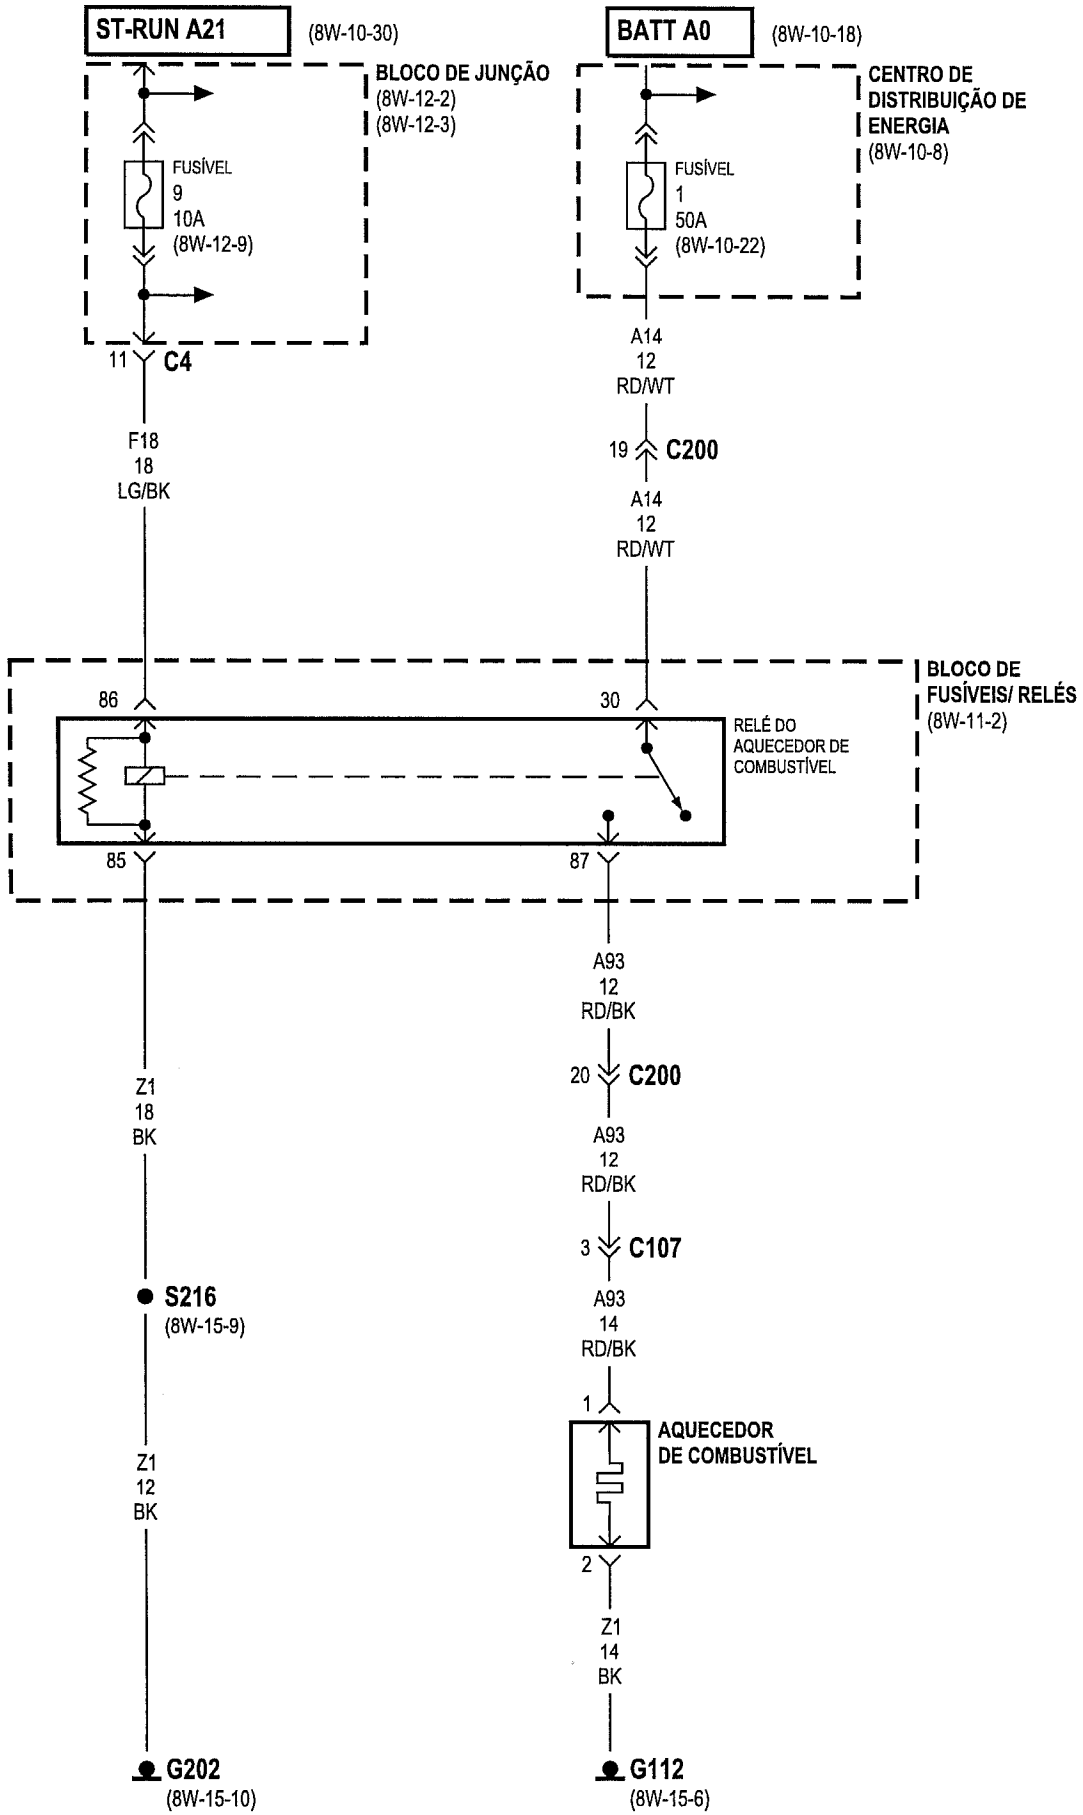 ST-RUN A21
(8W-10-30)
BATT A0
(8W-10-18)
BLOCO DE JUNÇÃO
(8W-12-2)
(8W-12-3)
CENTRO DE
DISTRIBUIÇÃO DE
ENERGIA
(8W-10-8)
FUSÍVEL
9
10A
(8W-12-9)
FUSÍVEL
1
50A
(8W-10-22)
11
C4
F18
18
LG/BK
A14
12
RD/WT
19
C200
A14
12
RD/WT
BLOCO DE
FUSÍVEIS/ RELÉS
(8W-11-2)
86
30
RELÉ DO
AQUECEDOR DE
COMBUSTÍVEL
85
87
A93
12
RD/BK
20
C200
Z1
18
BK
A93
12
RD/BK
3
C107
S216
(8W-15-9)
A93
14
RD/BK
1
AQUECEDOR
DE COMBUSTÍVEL
Z1
12
BK
2
Z1
14
BK
G202
(8W-15-10)
G112
(8W-15-6)